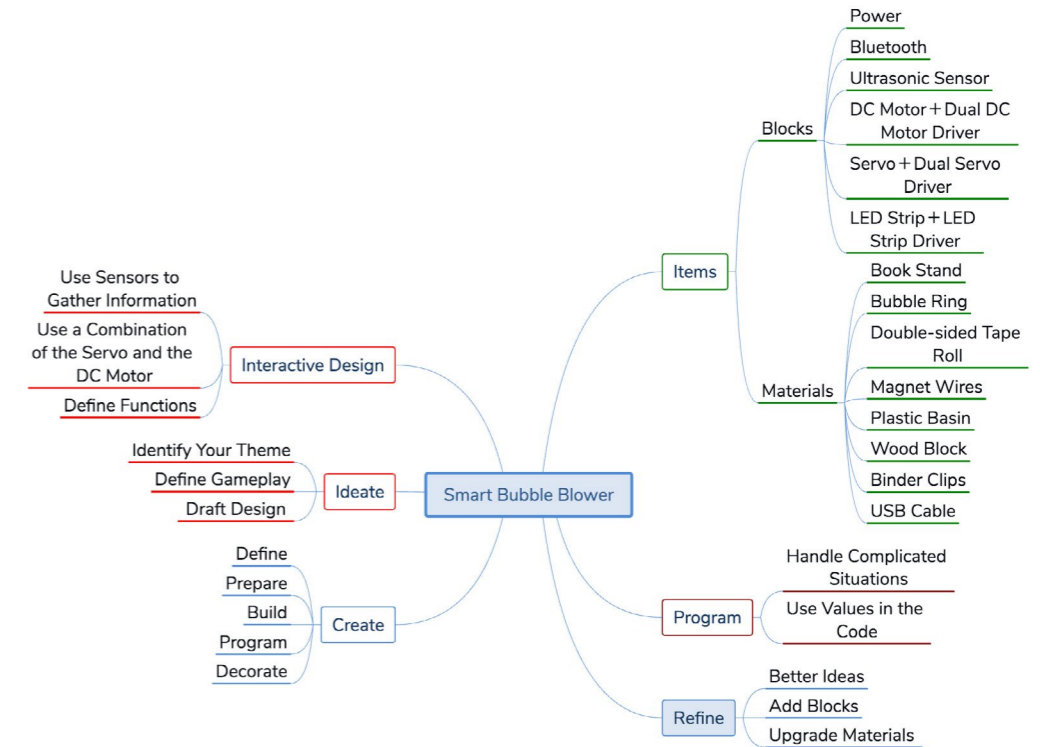 Smart Bubble Blower
Items
Blocks
Power
Bluetooth
Ultrasonic Sensor
DC Motor+Dual DC
Motor Driver
Servo+Dual Servo
Driver
LED Strip+LED
Strip Driver
Materials
Book Stand
Bubble Ring
Double-sided Tape
Roll
Magnet Wires
Plastic Basin
Wood Block
Binder Clips
USB Cable
Program
Handle Complicated
Situations
Use Values in the
Code
Refine
Better Ideas
Add Blocks
Upgrade Materials
Interactive Design
Use Sensors to
Gather Information
Use a Combination
of the Servo and the
DC Motor
Define Functions
Ideate
Identify Your Theme
Define Gameplay
Draft Design
Create
Define
Prepare
Build
Program
Decorate